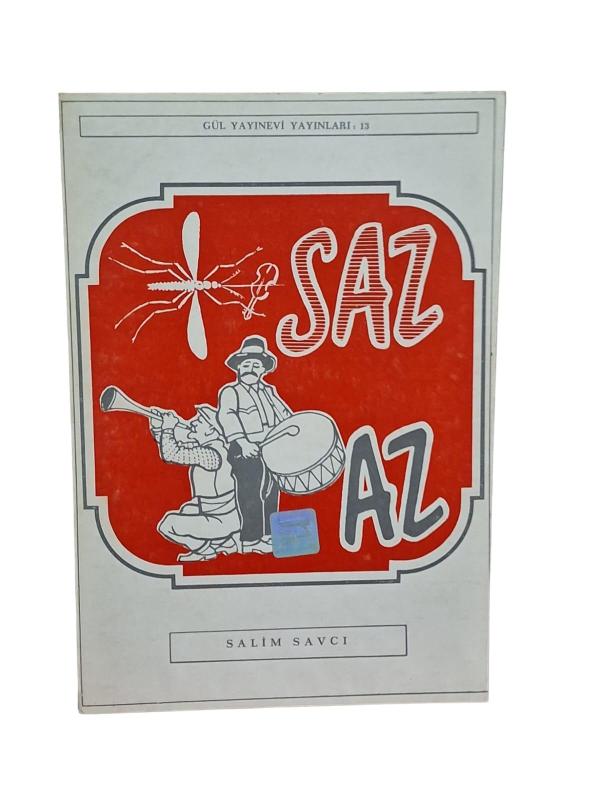 GÜL YAYINEVİ YAYINLARI: 13
SAZ
AZ
SALİM SAVCI